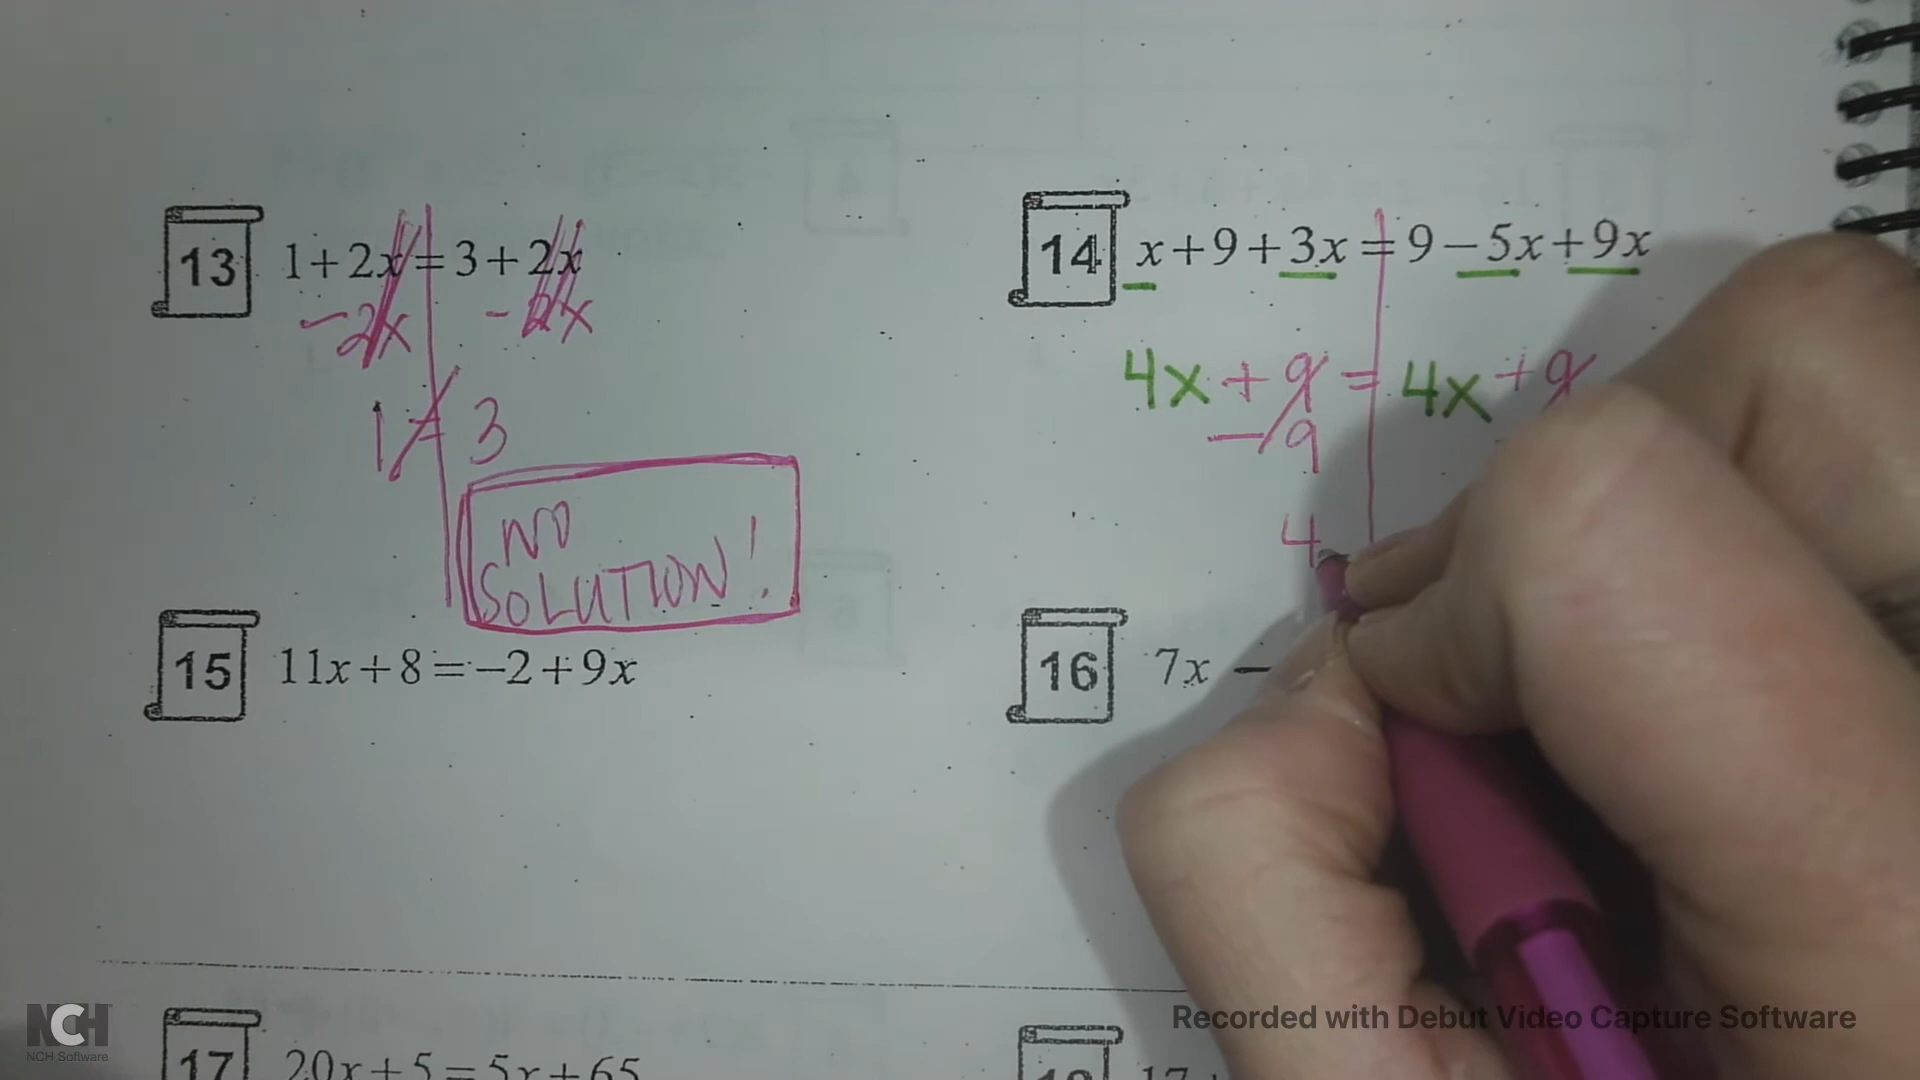 13 1+2x=3+2x
-2x -2x
1≠3
NO
SOLUTION!
14 x+9+3x=9-5x+9x
4x+9=4x+9
-9
4
15 11x+8=-2+9x
16 7x -
17 20x+5=5x+65
NCH
NCH Software
Recorded with Debut Video Capture Software